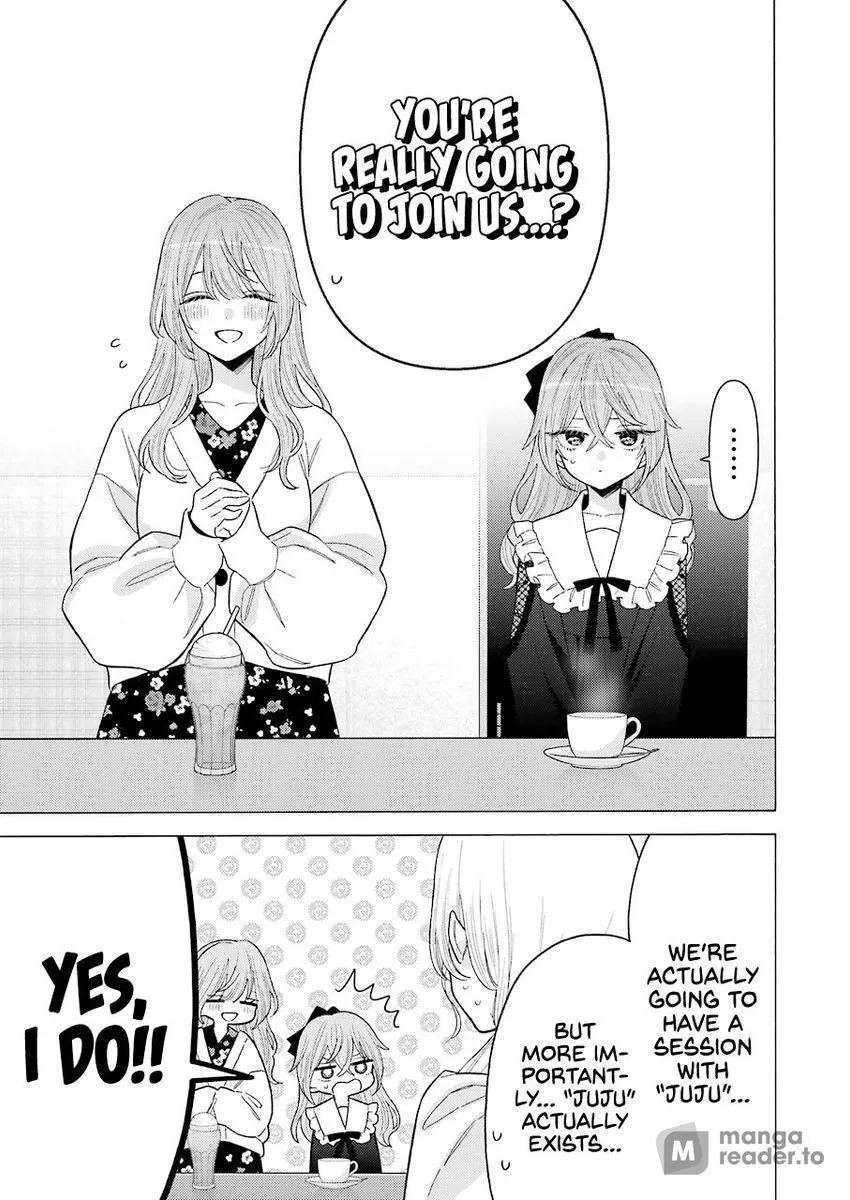 YOU'RE
REALLY GOING
TO JOIN US...?
......
WE'RE
ACTUALLY
GOING TO
HAVE A
SESSION
WITH
"JUJU"...
BUT
MORE IM-
PORTANT-
LY... "JUJU"
ACTUALLY
EXISTS...
YES,
I DO!!
M manga
reader.to